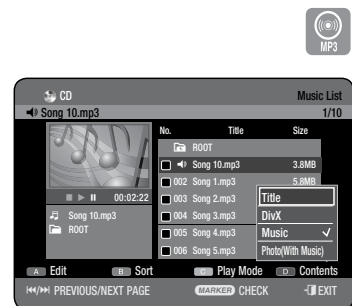 MP3
CD Music List
Song 10.mp3 1/10
No. Title Size
ROOT
Song 10.mp3 3.8MB
002 Song 1.mp3 5.8MB
00:02:22
003 Song 2.mp3
Song 10.mp3
004 Song 3.mp3
ROOT
005 Song 4.mp3
006 Song 5.mp3
Title
DivX
Music
Photo(With Music)
A Edit B Sort C Play Mode D Contents
PREVIOUS/NEXT PAGE MARKER CHECK EXIT